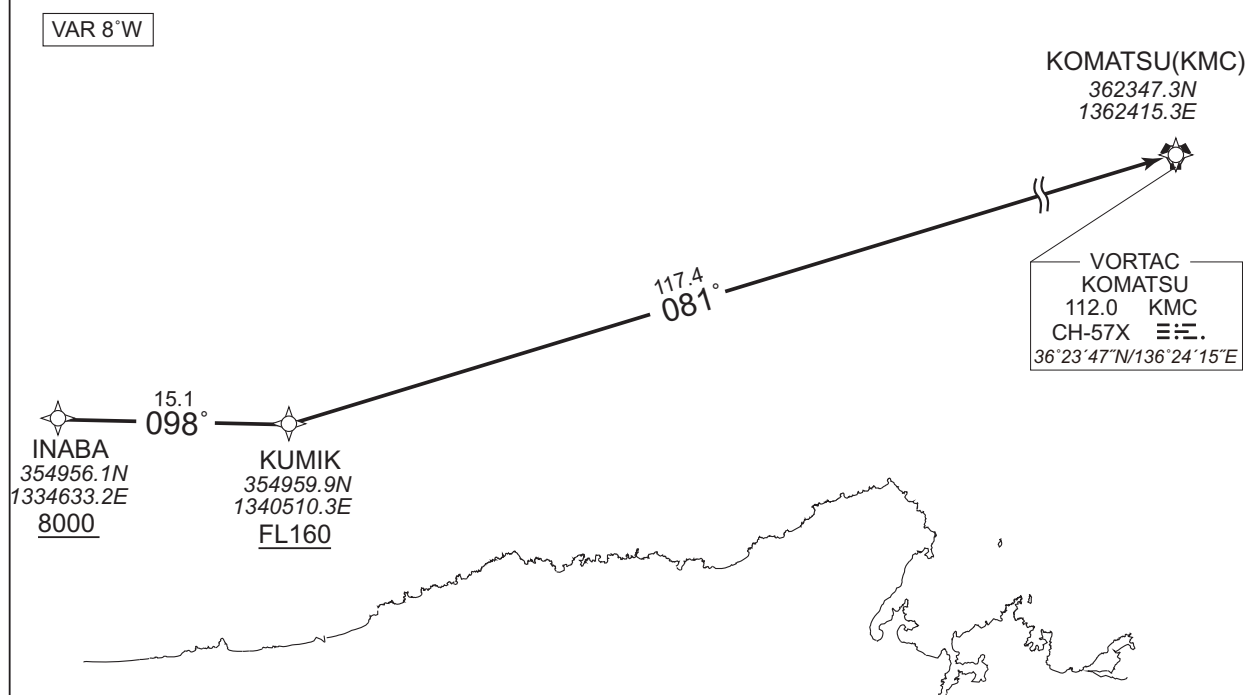 VAR 8˚W
KOMATSU(KMC)
362347.3N
1362415.3E
117.4
081˚
VORTAC
KOMATSU
112.0 KMC
CH-57X
36˚23´47˝N/136˚24´15˝E
15.1
098˚
INABA
354956.1N
1334633.2E
8000
KUMIK
354959.9N
1340510.3E
FL160